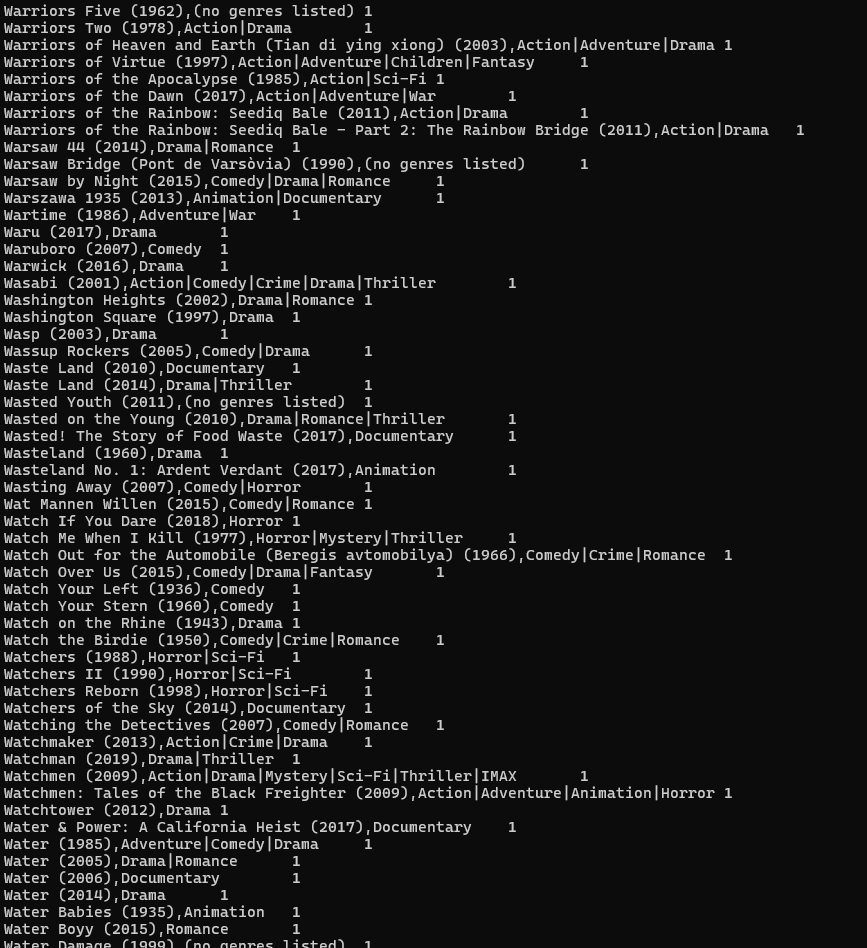 Warriors Five (1962),(no genres listed) 1
Warriors Two (1978),Action|Drama 1
Warriors of Heaven and Earth (Tian di ying xiong) (2003),Action|Adventure|Drama 1
Warriors of Virtue (1997),Action|Adventure|Children|Fantasy 1
Warriors of the Apocalypse (1985),Action|Sci-Fi 1
Warriors of the Dawn (2017),Action|Adventure|War 1
Warriors of the Rainbow: Seediq Bale (2011),Action|Drama 1
Warriors of the Rainbow: Seediq Bale - Part 2: The Rainbow Bridge (2011),Action|Drama 1
Warsaw 44 (2014),Drama|Romance 1
Warsaw Bridge (Pont de Varsòvia) (1990),(no genres listed) 1
Warsaw by Night (2015),Comedy|Drama|Romance 1
Warszawa 1935 (2013),Animation|Documentary 1
Wartime (1986),Adventure|War 1
Waru (2017),Drama 1
Waruboro (2007),Comedy 1
Warwick (2016),Drama 1
Wasabi (2001),Action|Comedy|Crime|Drama|Thriller 1
Washington Heights (2002),Drama|Romance 1
Washington Square (1997),Drama 1
Wasp (2003),Drama 1
Wassup Rockers (2005),Comedy|Drama 1
Waste Land (2010),Documentary 1
Waste Land (2014),Drama|Thriller 1
Wasted Youth (2011),(no genres listed) 1
Wasted on the Young (2010),Drama|Romance|Thriller 1
Wasted! The Story of Food Waste (2017),Documentary 1
Wasteland (1960),Drama 1
Wasteland No. 1: Ardent Verdant (2017),Animation 1
Wasting Away (2007),Comedy|Horror 1
Wat Mannen Willen (2015),Comedy|Romance 1
Watch If You Dare (2018),Horror 1
Watch Me When I Kill (1977),Horror|Mystery|Thriller 1
Watch Out for the Automobile (Beregis avtomobilya) (1966),Comedy|Crime|Romance 1
Watch Over Us (2015),Comedy|Drama|Fantasy 1
Watch Your Left (1936),Comedy 1
Watch Your Stern (1960),Comedy 1
Watch on the Rhine (1943),Drama 1
Watch the Birdie (1950),Comedy|Crime|Romance 1
Watchers (1988),Horror|Sci-Fi 1
Watchers II (1990),Horror|Sci-Fi 1
Watchers Reborn (1998),Horror|Sci-Fi 1
Watchers of the Sky (2014),Documentary 1
Watching the Detectives (2007),Comedy|Romance 1
Watchmaker (2013),Action|Crime|Drama 1
Watchman (2019),Drama|Thriller 1
Watchmen (2009),Action|Drama|Mystery|Sci-Fi|Thriller|IMAX 1
Watchmen: Tales of the Black Freighter (2009),Action|Adventure|Animation|Horror 1
Watchtower (2012),Drama 1
Water & Power: A California Heist (2017),Documentary 1
Water (1985),Adventure|Comedy|Drama 1
Water (2005),Drama|Romance 1
Water (2006),Documentary 1
Water (2014),Drama 1
Water Babies (1935),Animation 1
Water Boyy (2015),Romance 1
Water Damage (1999),(no genres listed) 1